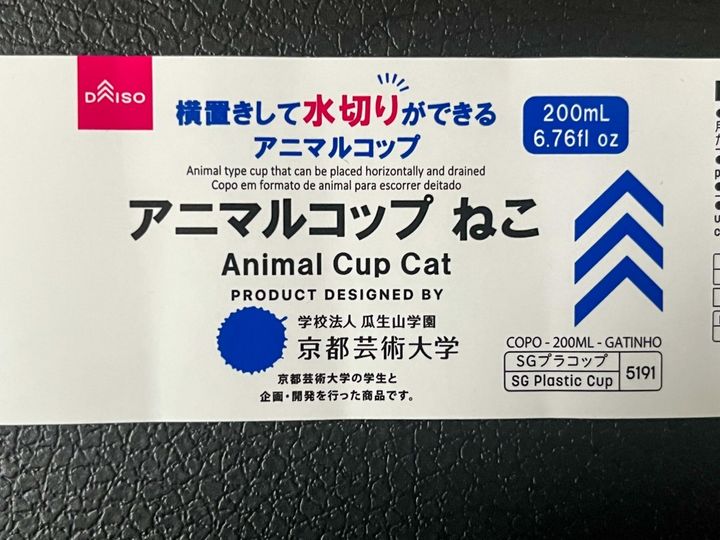 DAISO
横置きして水切りができる
アニマルコップ
Animal type cup that can be placed horizontally and drained
Copo em formato de animal para escorrer deitado
200mL
6.76fl oz
アニマルコップ ねこ
Animal Cup Cat
PRODUCT DESIGNED BY
学校法人 瓜生山学園
京都芸術大学
京都芸術大学の学生と
企画・開発を行った商品です。
COPO - 200ML - GATINHO
SGプラコップ
SG Plastic Cup
5191